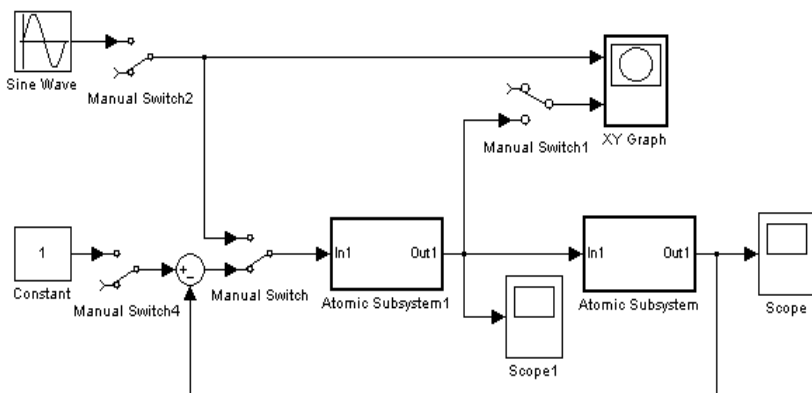 Sine Wave
Manual Switch2
Manual Switch1
XY Graph
1
Constant
Manual Switch4
+
−
Manual Switch
In1
Out1
Atomic Subsystem1
Scope1
In1
Out1
Atomic Subsystem
Scope